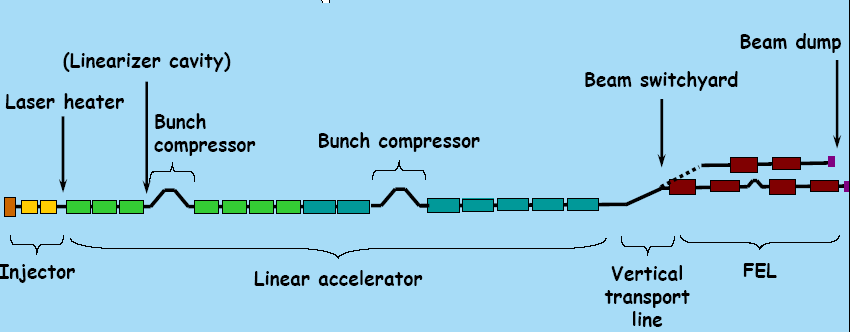 Beam dump
(Linearizer cavity)
Beam switchyard
Laser heater
Bunch
compressor
Bunch compressor
Injector
Linear accelerator
Vertical
transport
line
FEL